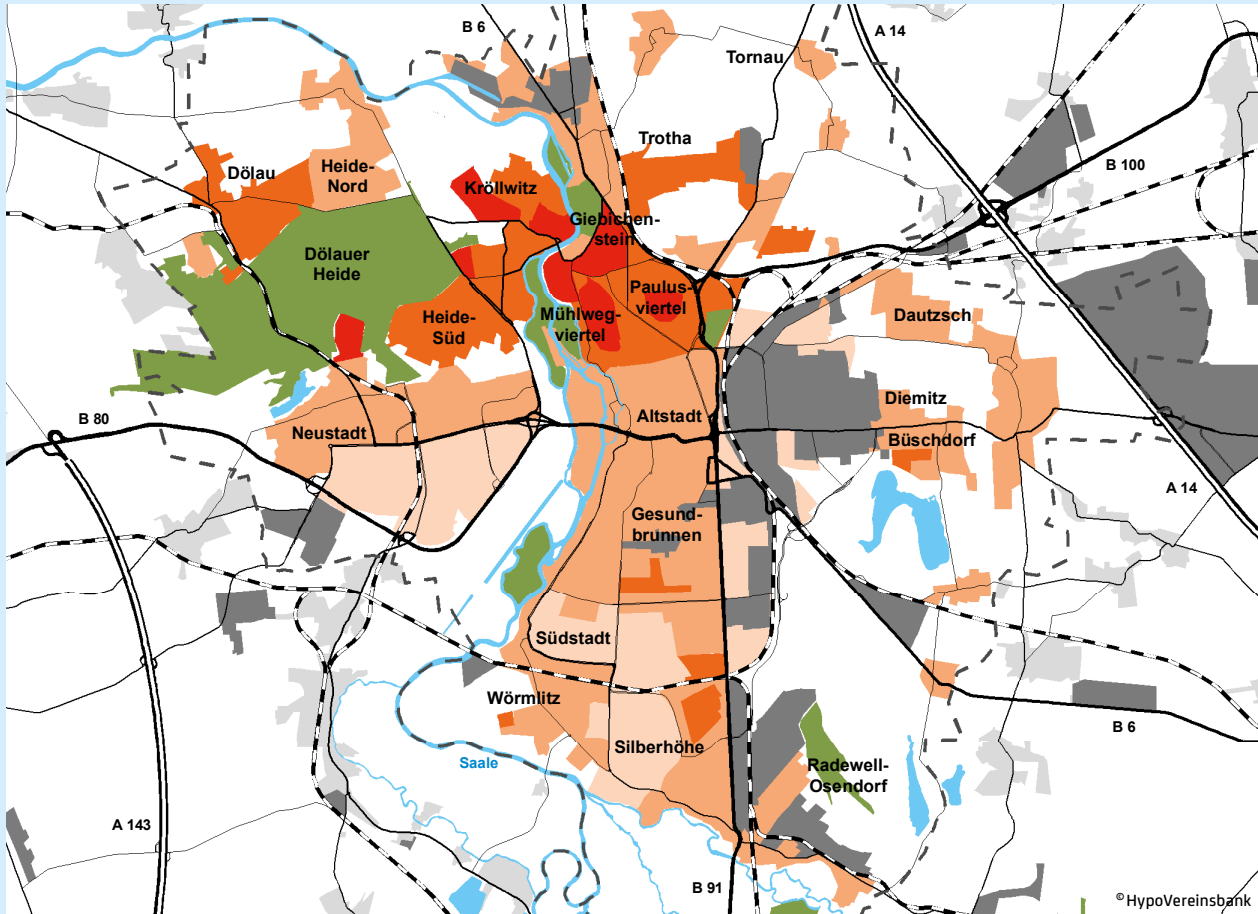 B 6
A 14
Tornau
Trotha
B 100
Dölau
Heide-
Nord
Kröllwitz
Giebichen-
stein
Dölauer
Heide
Paulus-
viertel
Mühlweg-
viertel
Heide-
Süd
Dautzsch
Diemitz
Altstadt
B 80
Neustadt
Büschdorf
A 14
Gesund-
brunnen
Südstadt
Wörmlitz
Silberhöhe
B 6
Saale
Radewell-
Osendorf
A 143
B 91
©HypoVereinsbank